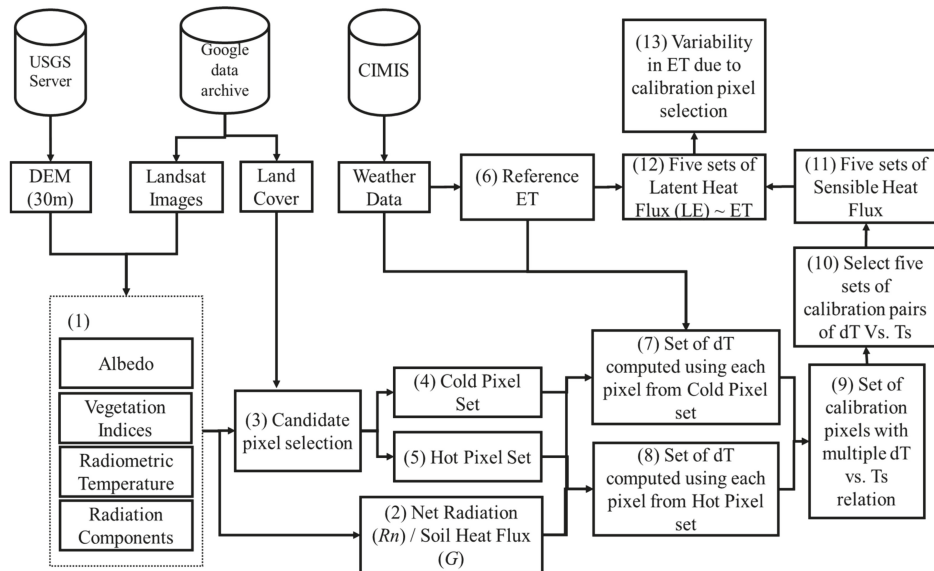 USGS
Server
Google
data
archive
CIMIS
(13) Variability
in ET due to
calibration pixel
selection
DEM
(30m)
Landsat
Images
Land
Cover
Weather
Data
(6) Reference
ET
(12) Five sets of
Latent Heat
Flux (LE) ~ ET
(11) Five sets of
Sensible Heat
Flux
(10) Select five
sets of
calibration pairs
of dT Vs. Ts
(1)
Albedo
Vegetation
Indices
Radiometric
Temperature
Radiation
Components
(3) Candidate
pixel selection
(4) Cold Pixel
Set
(5) Hot Pixel Set
(2) Net Radiation
(Rn) / Soil Heat Flux
(G)
(7) Set of dT
computed using each
pixel from Cold Pixel
set
(8) Set of dT
computed using each
pixel from Hot Pixel
set
(9) Set of
calibration
pixels with
multiple dT
vs. Ts
relation